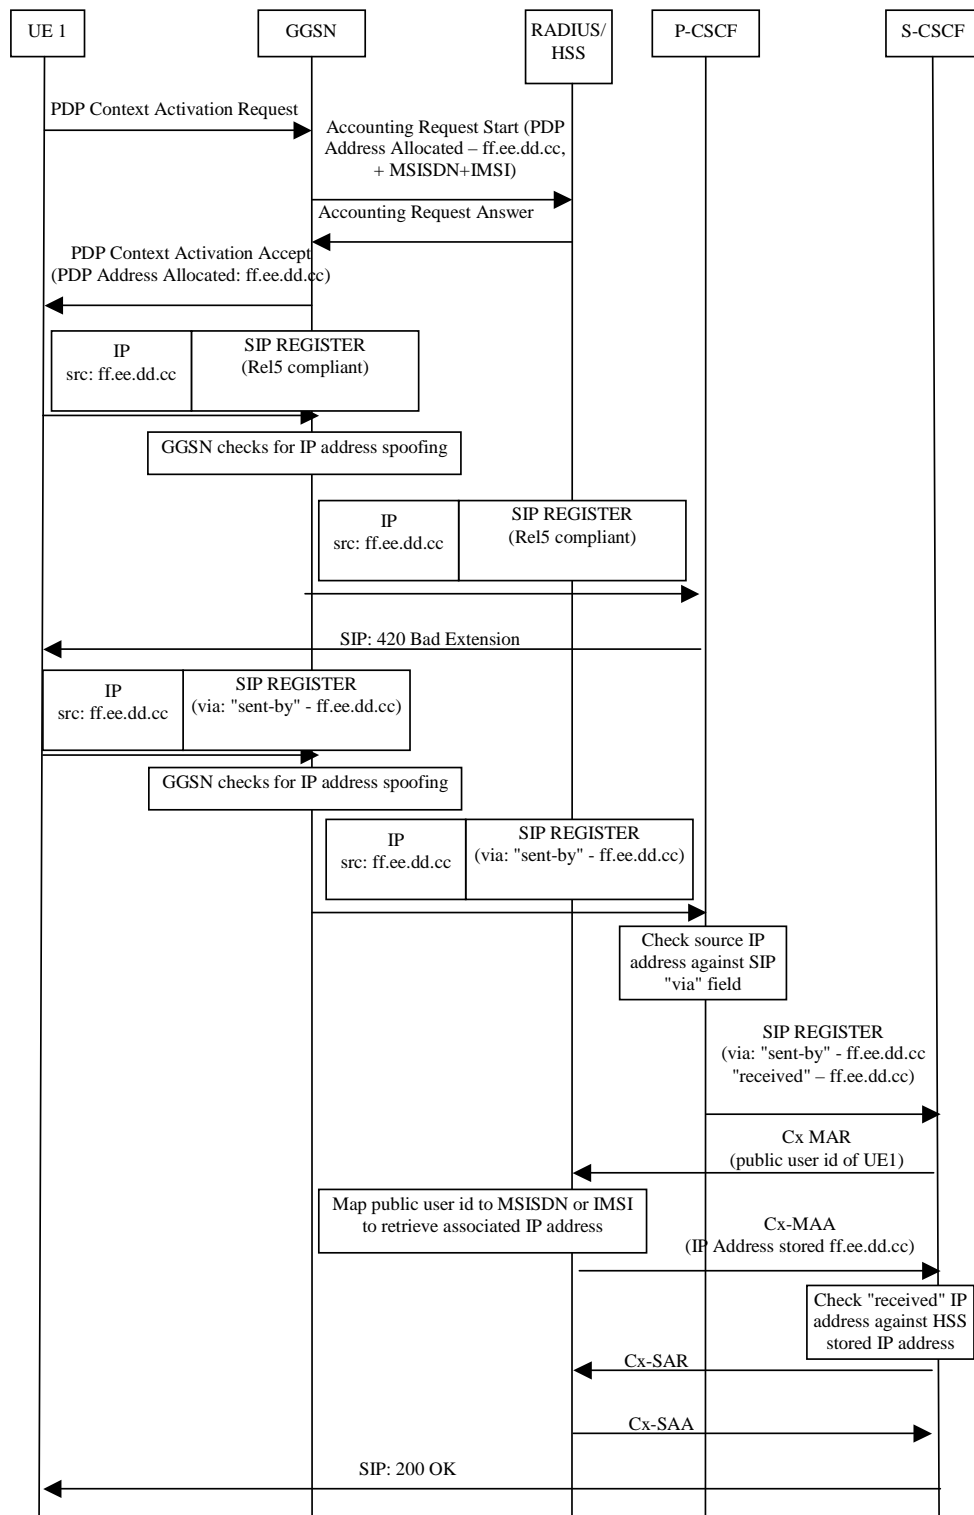 UE 1
GGSN
RADIUS/
HSS
P-CSCF
S-CSCF
PDP Context Activation Request
Accounting Request Start (PDP
Address Allocated – ff.ee.dd.cc,
+ MSISDN+IMSI)
Accounting Request Answer
PDP Context Activation Accept
(PDP Address Allocated: ff.ee.dd.cc)
IP
src: ff.ee.dd.cc
SIP REGISTER
(Rel5 compliant)
GGSN checks for IP address spoofing
IP
src: ff.ee.dd.cc
SIP REGISTER
(Rel5 compliant)
SIP: 420 Bad Extension
IP
src: ff.ee.dd.cc
SIP REGISTER
(via: "sent-by" - ff.ee.dd.cc)
GGSN checks for IP address spoofing
IP
src: ff.ee.dd.cc
SIP REGISTER
(via: "sent-by" - ff.ee.dd.cc)
Check source IP
address against SIP
"via" field
SIP REGISTER
(via: "sent-by" - ff.ee.dd.cc
"received" – ff.ee.dd.cc)
Cx MAR
(public user id of UE1)
Map public user id to MSISDN or IMSI
to retrieve associated IP address
Cx-MAA
(IP Address stored ff.ee.dd.cc)
Check "received" IP
address against HSS
stored IP address
Cx-SAR
Cx-SAA
SIP: 200 OK